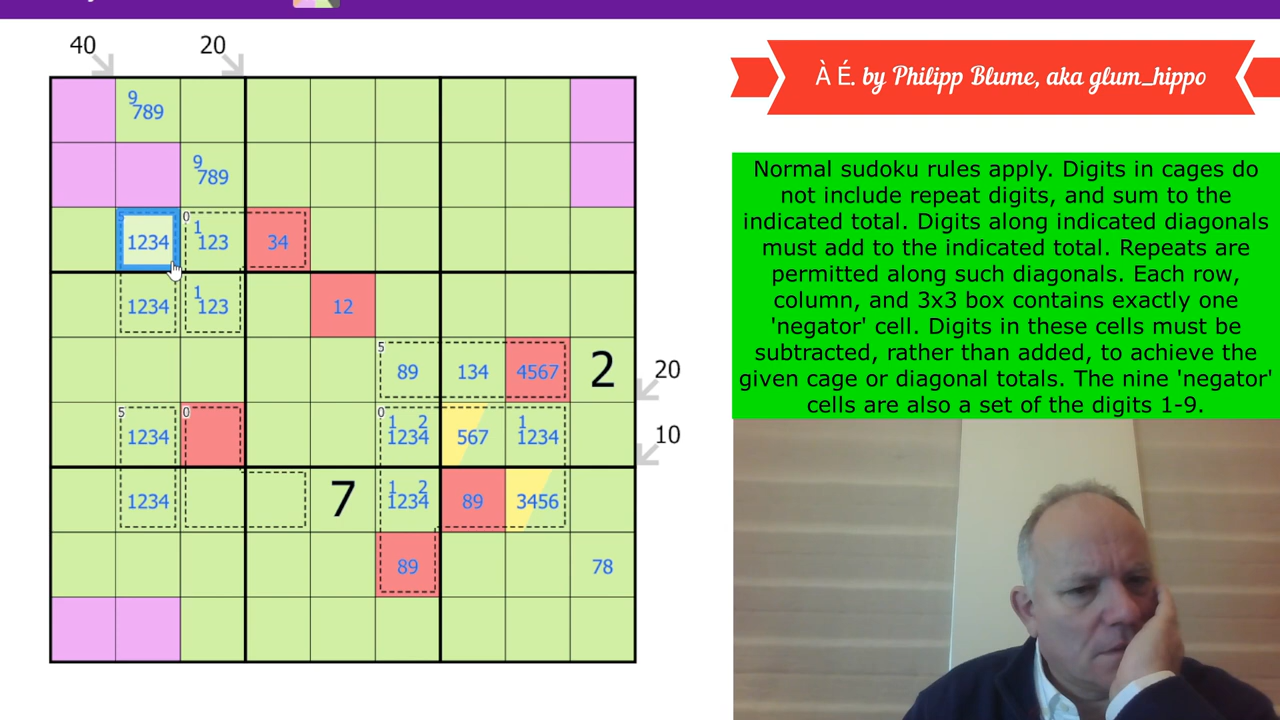 40 20
À É. by Philipp Blume, aka glum_hippo
9
789
9
789
Normal sudoku rules apply. Digits in cages do
not include repeat digits, and sum to the
indicated total. Digits along indicated diagonals
must add to the indicated total. Repeats are
permitted along such diagonals. Each row,
column, and 3x3 box contains exactly one
'negator' cell. Digits in these cells must be
subtracted, rather than added, to achieve the
given cage or diagonal totals. The nine 'negator'
cells are also a set of the digits 1-9.
5 0 1
1234 123 34
1
1234 123 12
5
89 134 4567 2 20
5 0 0 1 2 1
1234 1234 567 1234 10
1 2
1234 7 1234 89 3456
89 78